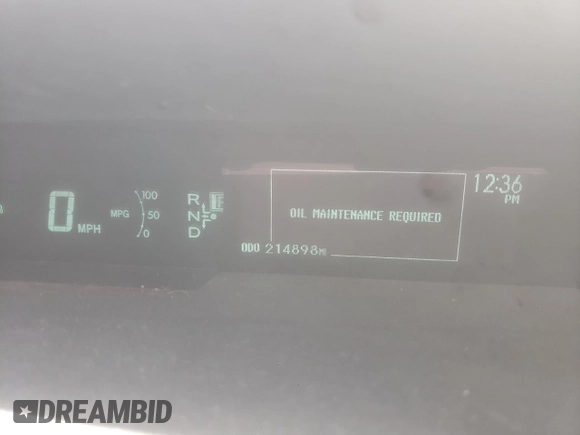 0 MPH
MPG
100
50
0
R
N
D
OIL MAINTENANCE REQUIRED
ODO 214898MI
12:36
PM
DREAMBID